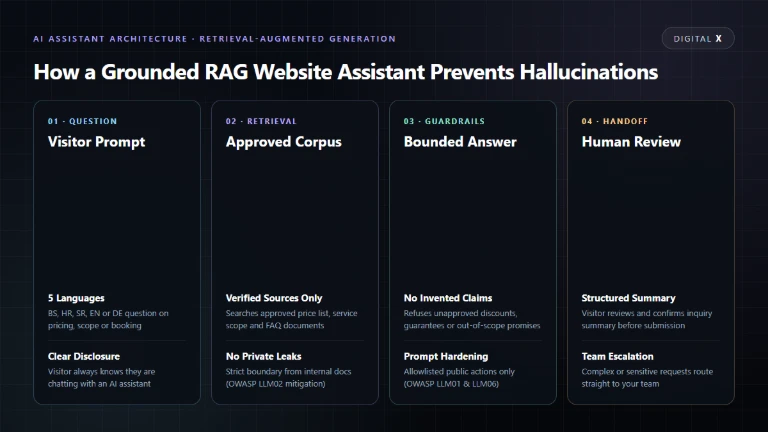 AI ASSISTANT ARCHITECTURE · RETRIEVAL-AUGMENTED GENERATION
DIGITAL X
How a Grounded RAG Website Assistant Prevents Hallucinations
01 · QUESTION
Visitor Prompt
5 Languages
BS, HR, SR, EN or DE question on
pricing, scope or booking
Clear Disclosure
Visitor always knows they are
chatting with an AI assistant
02 · RETRIEVAL
Approved Corpus
Verified Sources Only
Searches approved price list, service
scope and FAQ documents
No Private Leaks
Strict boundary from internal docs
(OWASP LLM02 mitigation)
03 · GUARDRAILS
Bounded Answer
No Invented Claims
Refuses unapproved discounts,
guarantees or out-of-scope promises
Prompt Hardening
Allowlisted public actions only
(OWASP LLM01 & LLM06)
04 · HANDOFF
Human Review
Structured Summary
Visitor reviews and confirms inquiry
summary before submission
Team Escalation
Complex or sensitive requests route
straight to your team